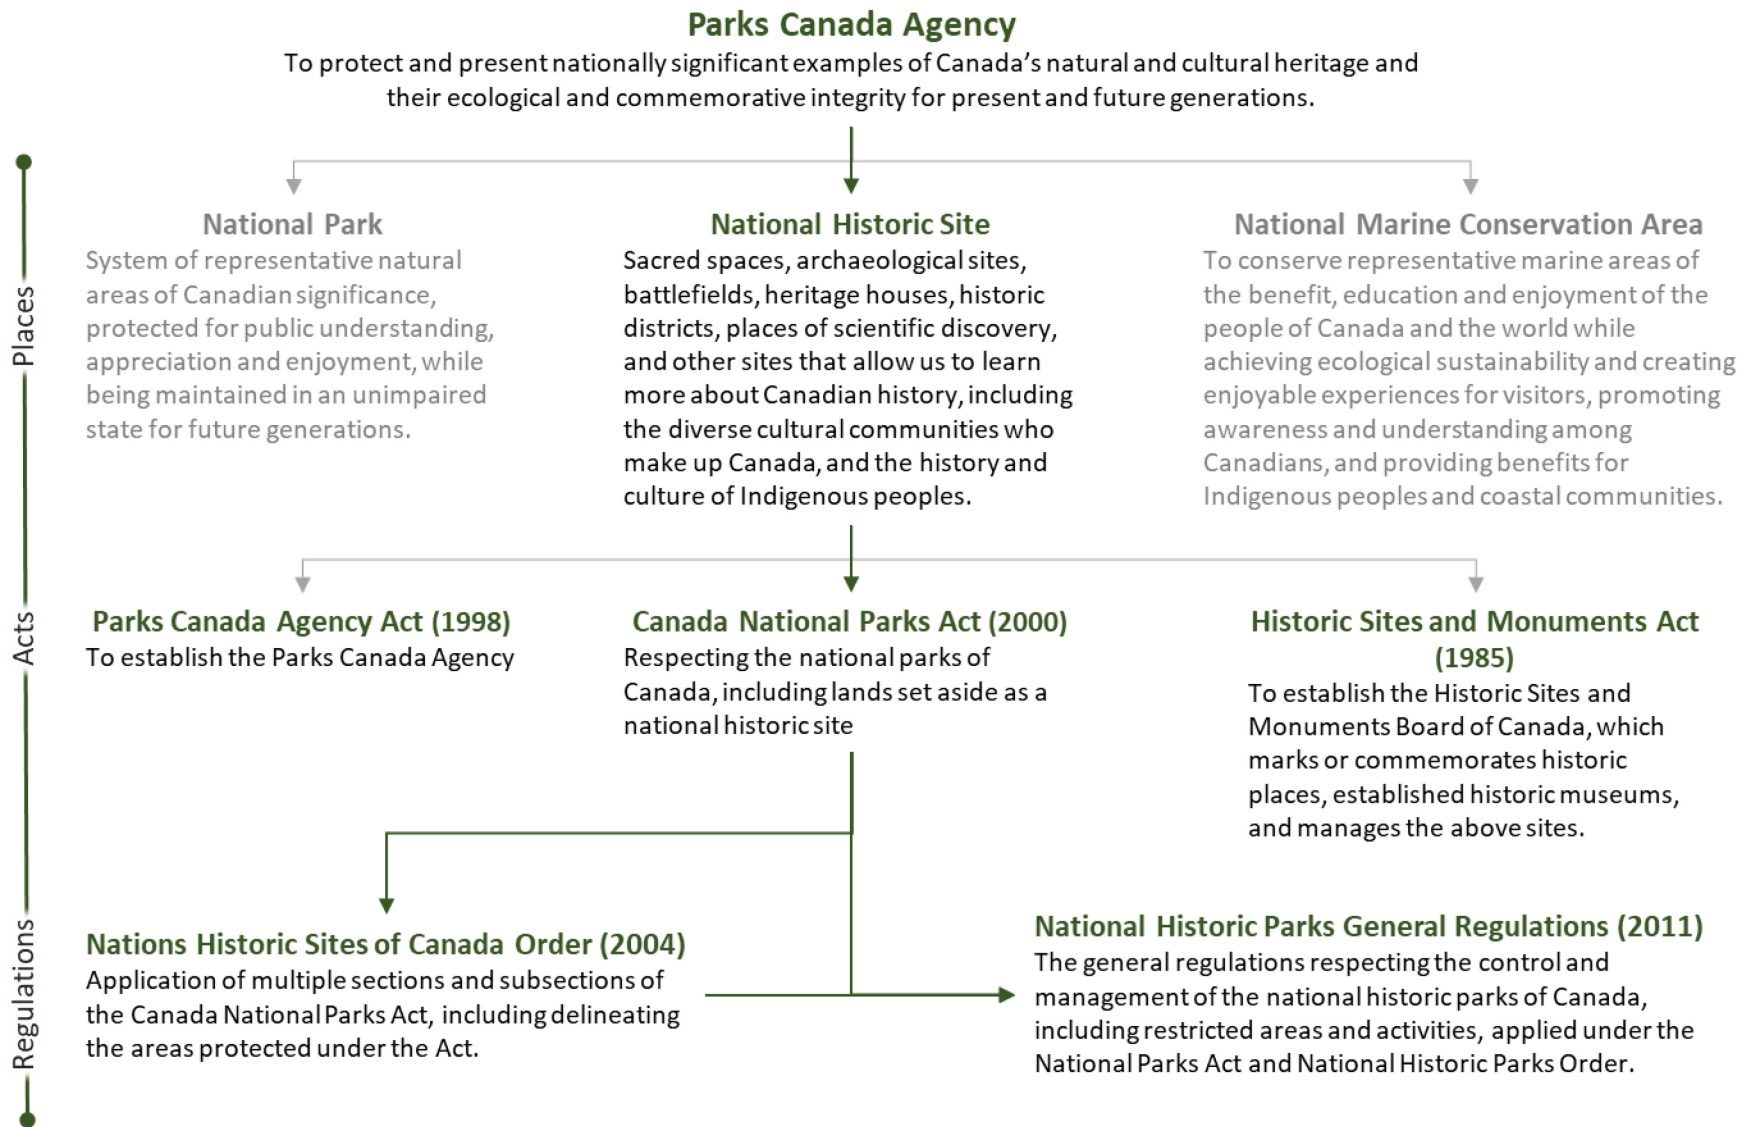 Parks Canada Agency
To protect and present nationally significant examples of Canada's natural and cultural heritage and
their ecological and commemorative integrity for present and future generations.
Places
National Park
System of representative natural
areas of Canadian significance,
protected for public understanding,
appreciation and enjoyment, while
being maintained in an unimpaired
state for future generations.
National Historic Site
Sacred spaces, archaeological sites,
battlefields, heritage houses, historic
districts, places of scientific discovery,
and other sites that allow us to learn
more about Canadian history, including
the diverse cultural communities who
make up Canada, and the history and
culture of Indigenous peoples.
National Marine Conservation Area
To conserve representative marine areas of
the benefit, education and enjoyment of the
people of Canada and the world while
achieving ecological sustainability and creating
enjoyable experiences for visitors, promoting
awareness and understanding among
Canadians, and providing benefits for
Indigenous peoples and coastal communities.
Acts
Parks Canada Agency Act (1998)
To establish the Parks Canada Agency
Canada National Parks Act (2000)
Respecting the national parks of
Canada, including lands set aside as a
national historic site
Historic Sites and Monuments Act
(1985)
To establish the Historic Sites and
Monuments Board of Canada, which
marks or commemorates historic
places, established historic museums,
and manages the above sites.
Regulations
Nations Historic Sites of Canada Order (2004)
Application of multiple sections and subsections of
the Canada National Parks Act, including delineating
the areas protected under the Act.
National Historic Parks General Regulations (2011)
The general regulations respecting the control and
management of the national historic parks of Canada,
including restricted areas and activities, applied under the
National Parks Act and National Historic Parks Order.